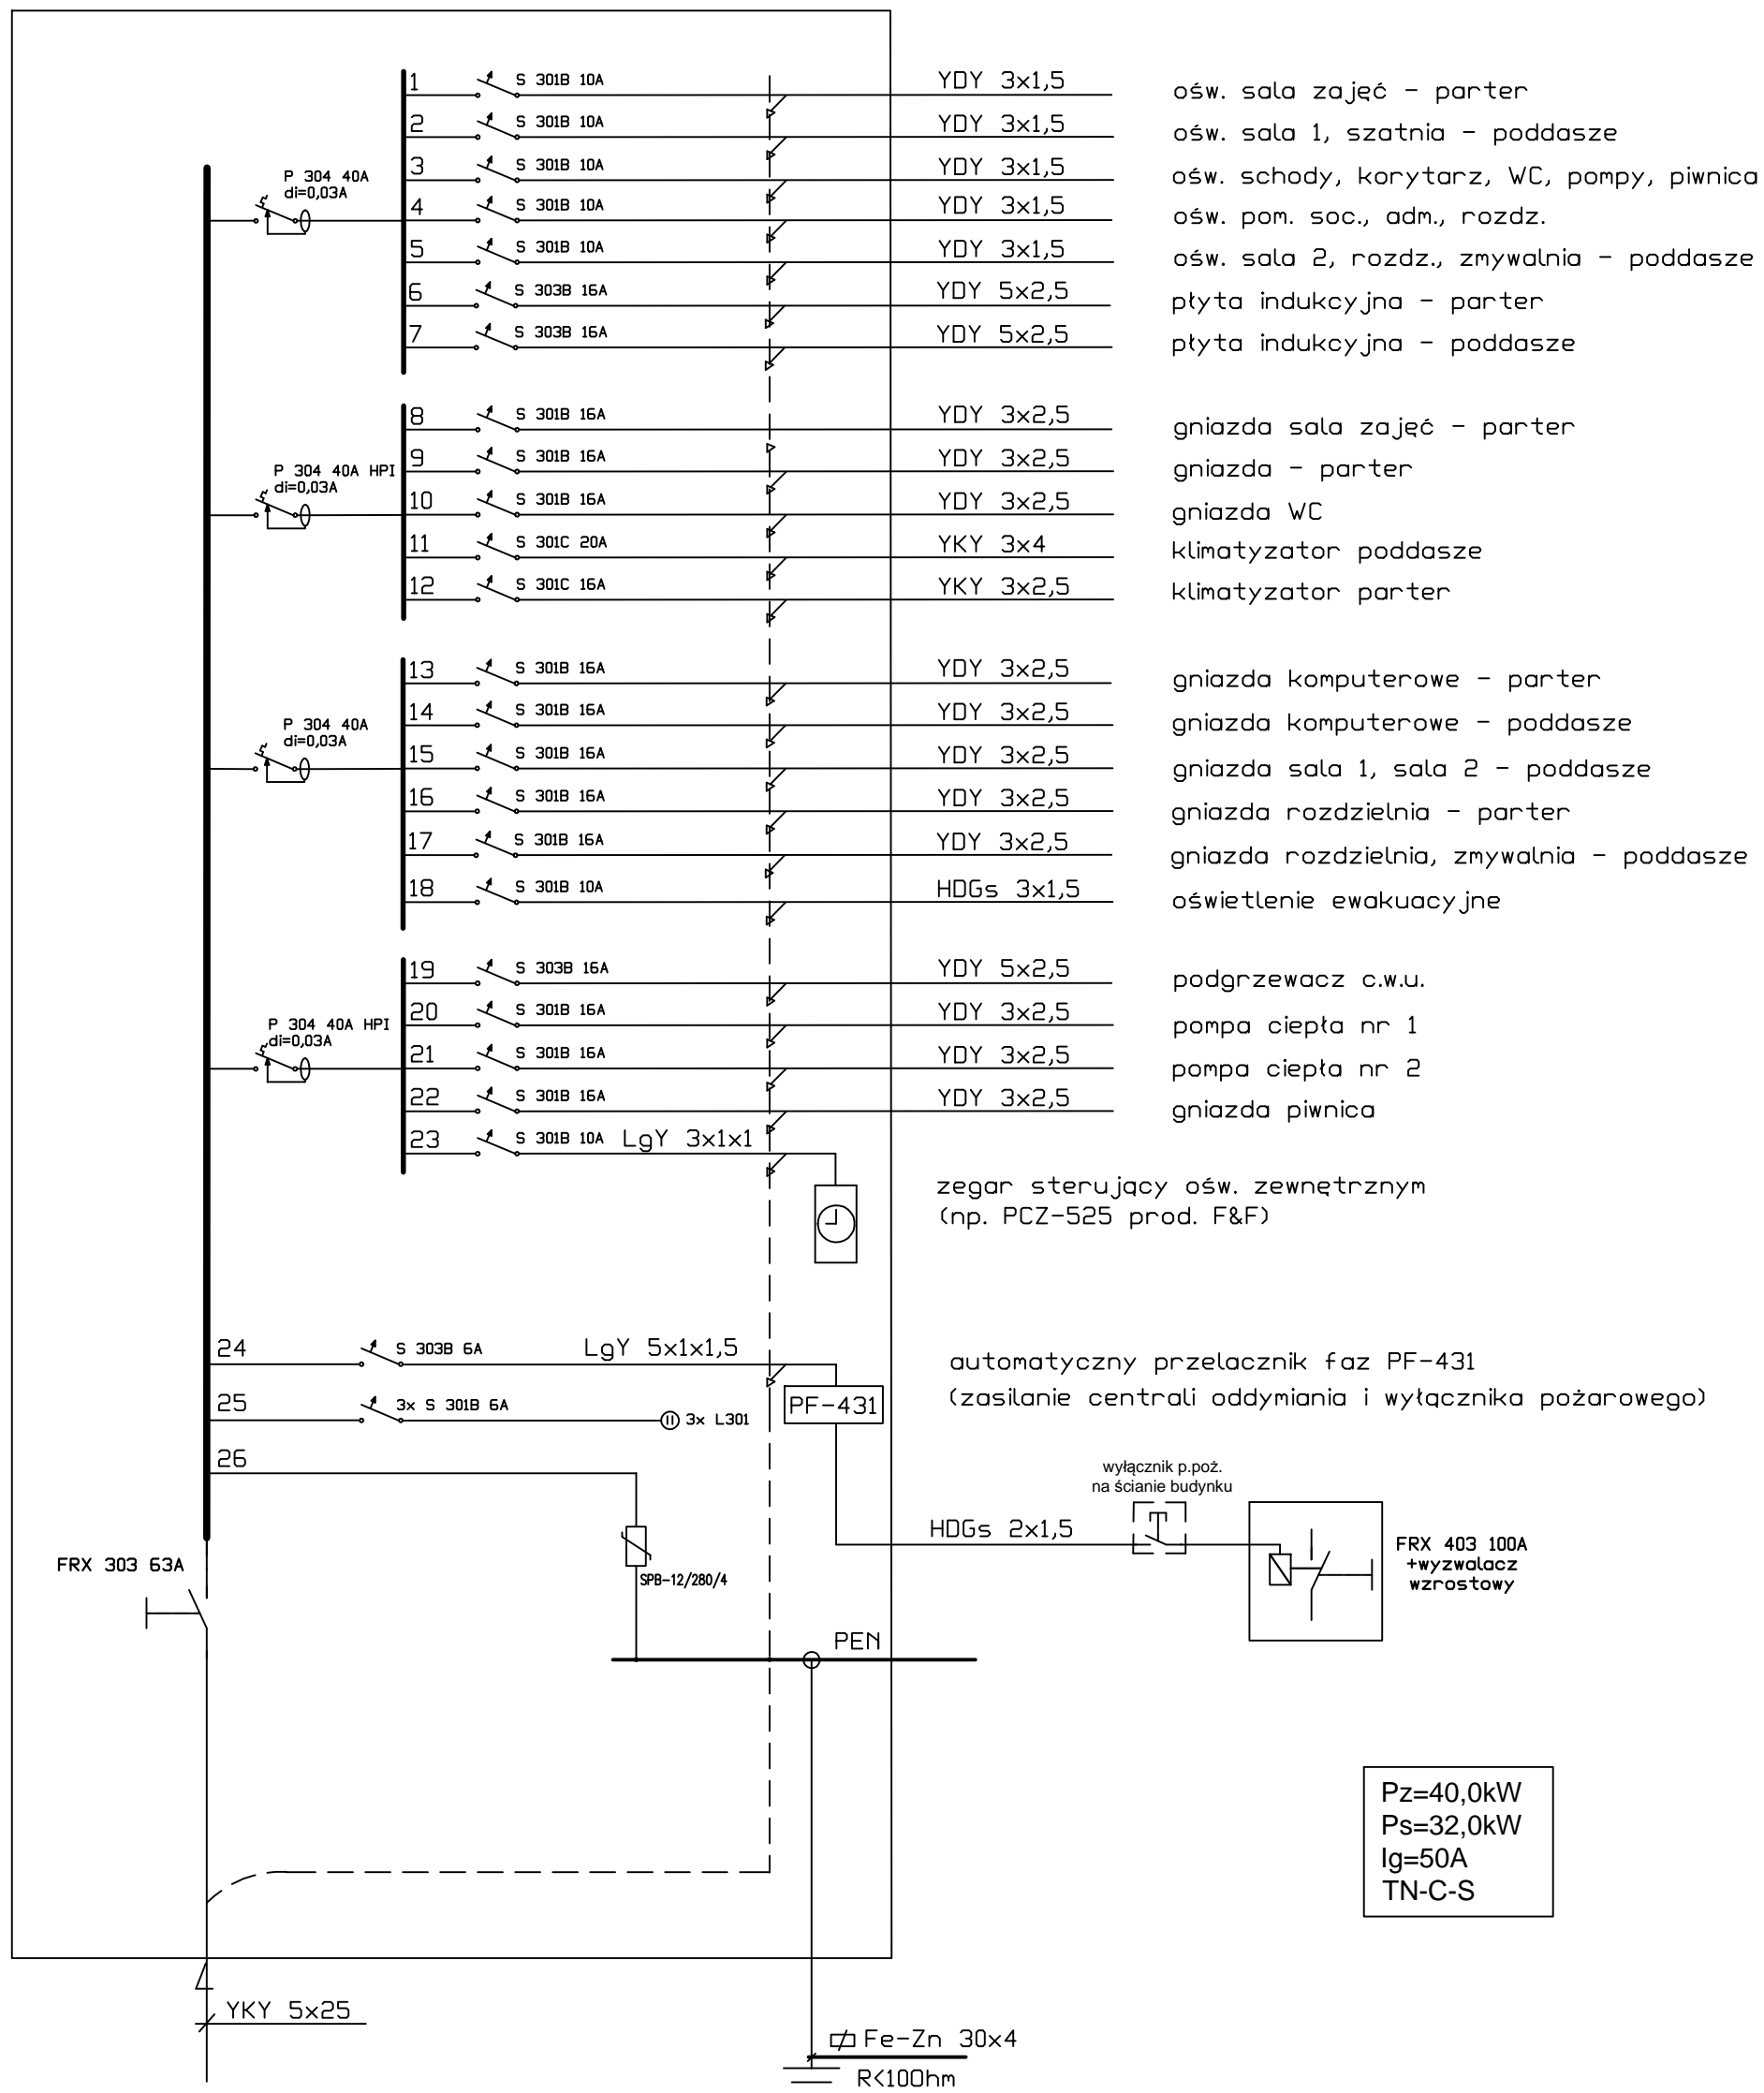 1 S 301B 10A YDY 3x1,5 ośw. sala zajęć - parter
2 S 301B 10A YDY 3x1,5 ośw. sala 1, szatnia - poddasze
3 S 301B 10A YDY 3x1,5 ośw. schody, korytarz, WC, pompy, piwnica
P 304 40A
di=0,03A
4 S 301B 10A YDY 3x1,5 ośw. pom. soc., adm., rozdz.
5 S 301B 10A YDY 3x1,5 ośw. sala 2, rozdz., zmywalnia - poddasze
6 S 303B 16A YDY 5x2,5 płyta indukcyjna - parter
7 S 303B 16A YDY 5x2,5 płyta indukcyjna - poddasze
8 S 301B 16A YDY 3x2,5 gniazda sala zajęć - parter
9 S 301B 16A YDY 3x2,5 gniazda - parter
P 304 40A HPI
di=0,03A
10 S 301B 16A YDY 3x2,5 gniazda WC
11 S 301C 20A YKY 3x4 klimatyzator poddasze
12 S 301C 16A YKY 3x2,5 klimatyzator parter
13 S 301B 16A YDY 3x2,5 gniazda komputerowe - parter
14 S 301B 16A YDY 3x2,5 gniazda komputerowe - poddasze
P 304 40A
di=0,03A
15 S 301B 16A YDY 3x2,5 gniazda sala 1, sala 2 - poddasze
16 S 301B 16A YDY 3x2,5 gniazda rozdzielnia - parter
17 S 301B 16A YDY 3x2,5 gniazda rozdzielnia, zmywalnia - poddasze
18 S 301B 10A HDGs 3x1,5 oświetlenie ewakuacyjne
19 S 303B 16A YDY 5x2,5 podgrzewacz c.w.u.
20 S 301B 16A YDY 3x2,5 pompa ciepła nr 1
P 304 40A HPI
di=0,03A
21 S 301B 16A YDY 3x2,5 pompa ciepła nr 2
22 S 301B 16A YDY 3x2,5 gniazda piwnica
23 S 301B 10A LgY 3x1x1
zegar sterujący ośw. zewnętrznym
(np. PCZ-525 prod. F&F)
24 S 303B 6A LgY 5x1x1,5 automatyczny przelacznik faz PF-431
(zasilanie centrali oddymiania i wyłącznika pożarowego)
25 3x S 301B 6A 3x L301 PF-431
26
wyłącznik p.poż.
na ścianie budynku
HDGs 2x1,5
FRX 403 100A
+wyzwalacz
wzrostowy
FRX 303 63A
SPB-12/280/4
PEN
Pz=40,0kW
Ps=32,0kW
Ig=50A
TN-C-S
YKY 5x25
Fe-Zn 30x4
R<10Ohm